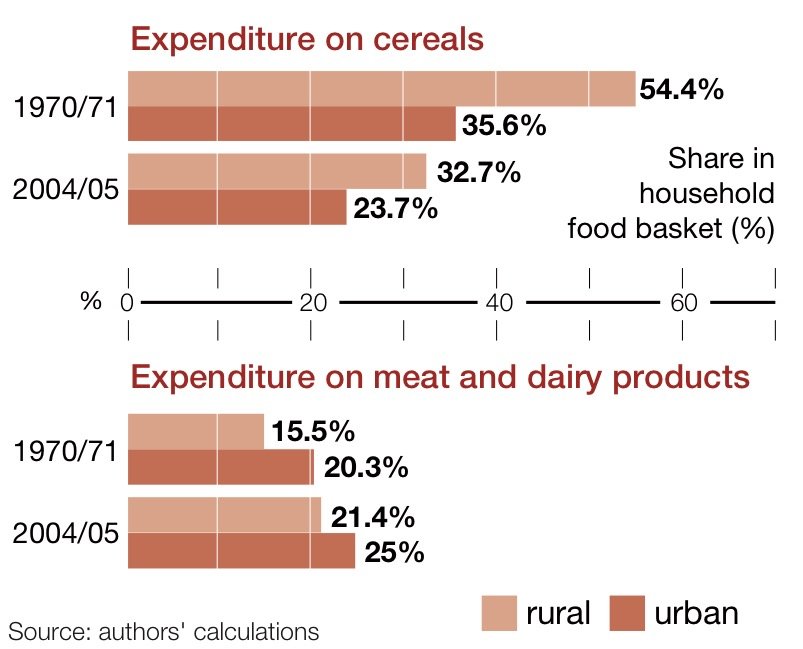 Expenditure on cereals
1970/71
54.4%
35.6%
2004/05
32.7%
23.7%
Share in
household
food basket (%)
% 0 20 40 60
Expenditure on meat and dairy products
1970/71
15.5%
20.3%
2004/05
21.4%
25%
rural urban
Source: authors' calculations